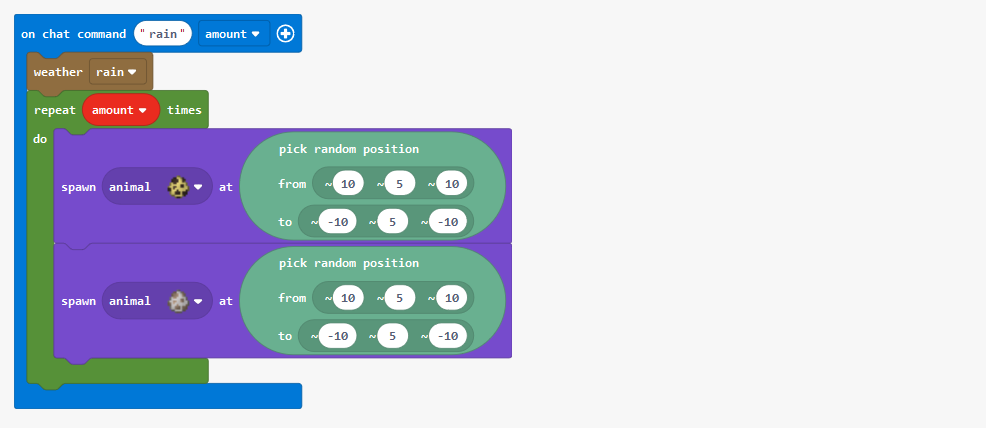 on chat command "rain" amount
weather rain
repeat amount times
do
pick random position
spawn animal at from ~10 ~5 ~10
to ~-10 ~5 ~-10
pick random position
spawn animal at from ~10 ~5 ~10
to ~-10 ~5 ~-10